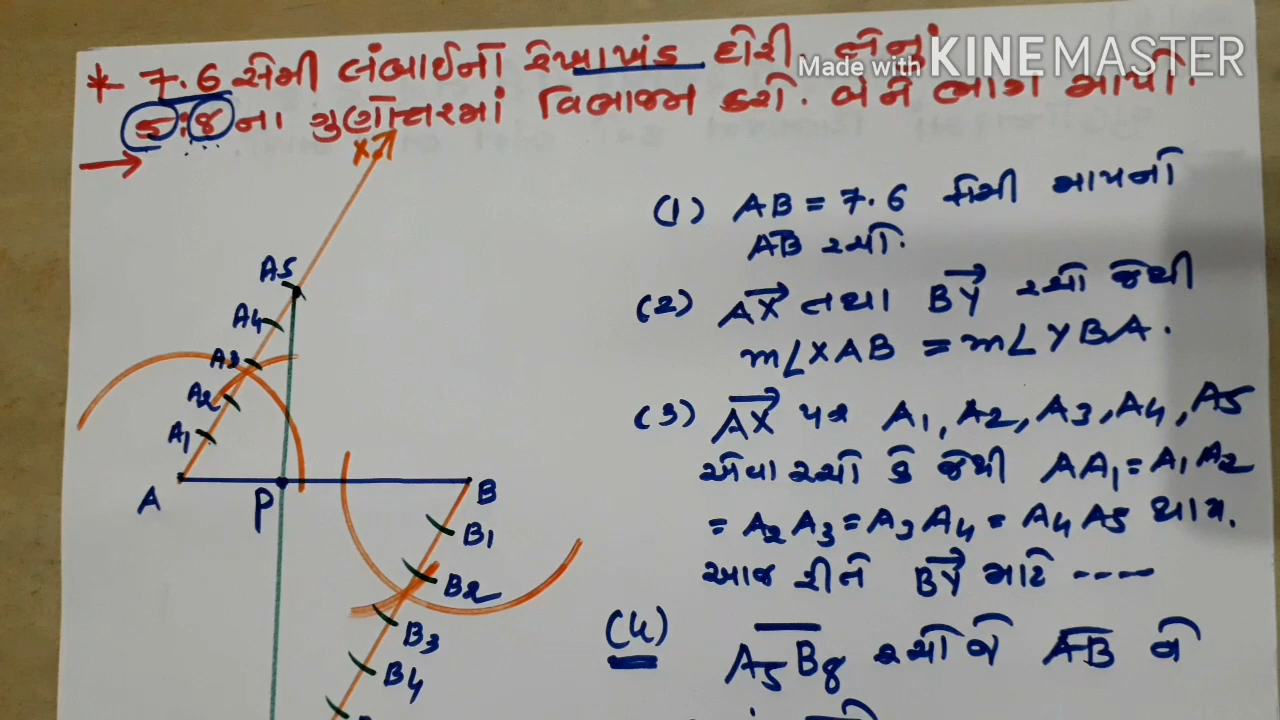 * 7.6 સેમી લંબાઈનો રેખાખંડ દોરી. તેનું
5:8 ના ગુણોત્તરમાં વિભાજન કરો. બંને ભાગ માપો.
Made with KINEMASTER
X
A5
A4
A3
A2
A1
A
P
B
B1
B2
B3
B4
(1) AB = 7.6 સેમી માપનો
AB રચો.
(2) AX તથા BY રચો જેથી
m∠XAB = m∠YBA.
(3) AX પર A1, A2, A3, A4, A5
એવા રચો કે જેથી AA1 = A1A2
= A2A3 = A3A4 = A4A5 થાય.
આજ રીતે BY માટે ----
(4) A5B8 રચો જે AB ને